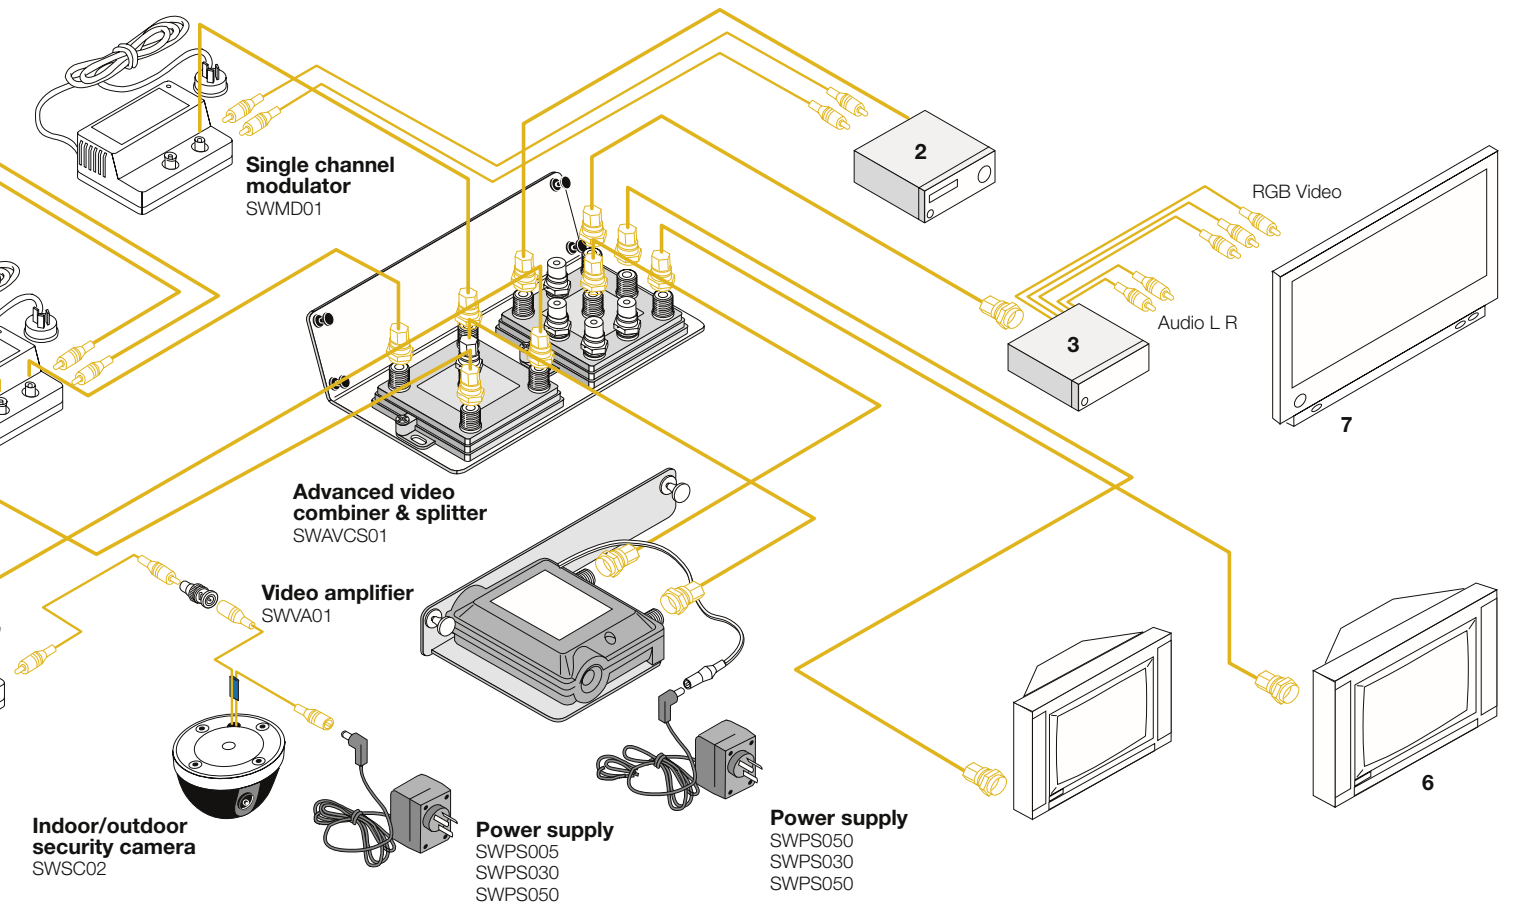 Single channel
modulator
SWMD01
2
RGB Video
Audio L R
3
7
Advanced video
combiner & splitter
SWAVCS01
Video amplifier
SWVA01
6
Indoor/outdoor
security camera
SWSC02
Power supply
SWPS005
SWPS030
SWPS050
Power supply
SWPS050
SWPS030
SWPS050